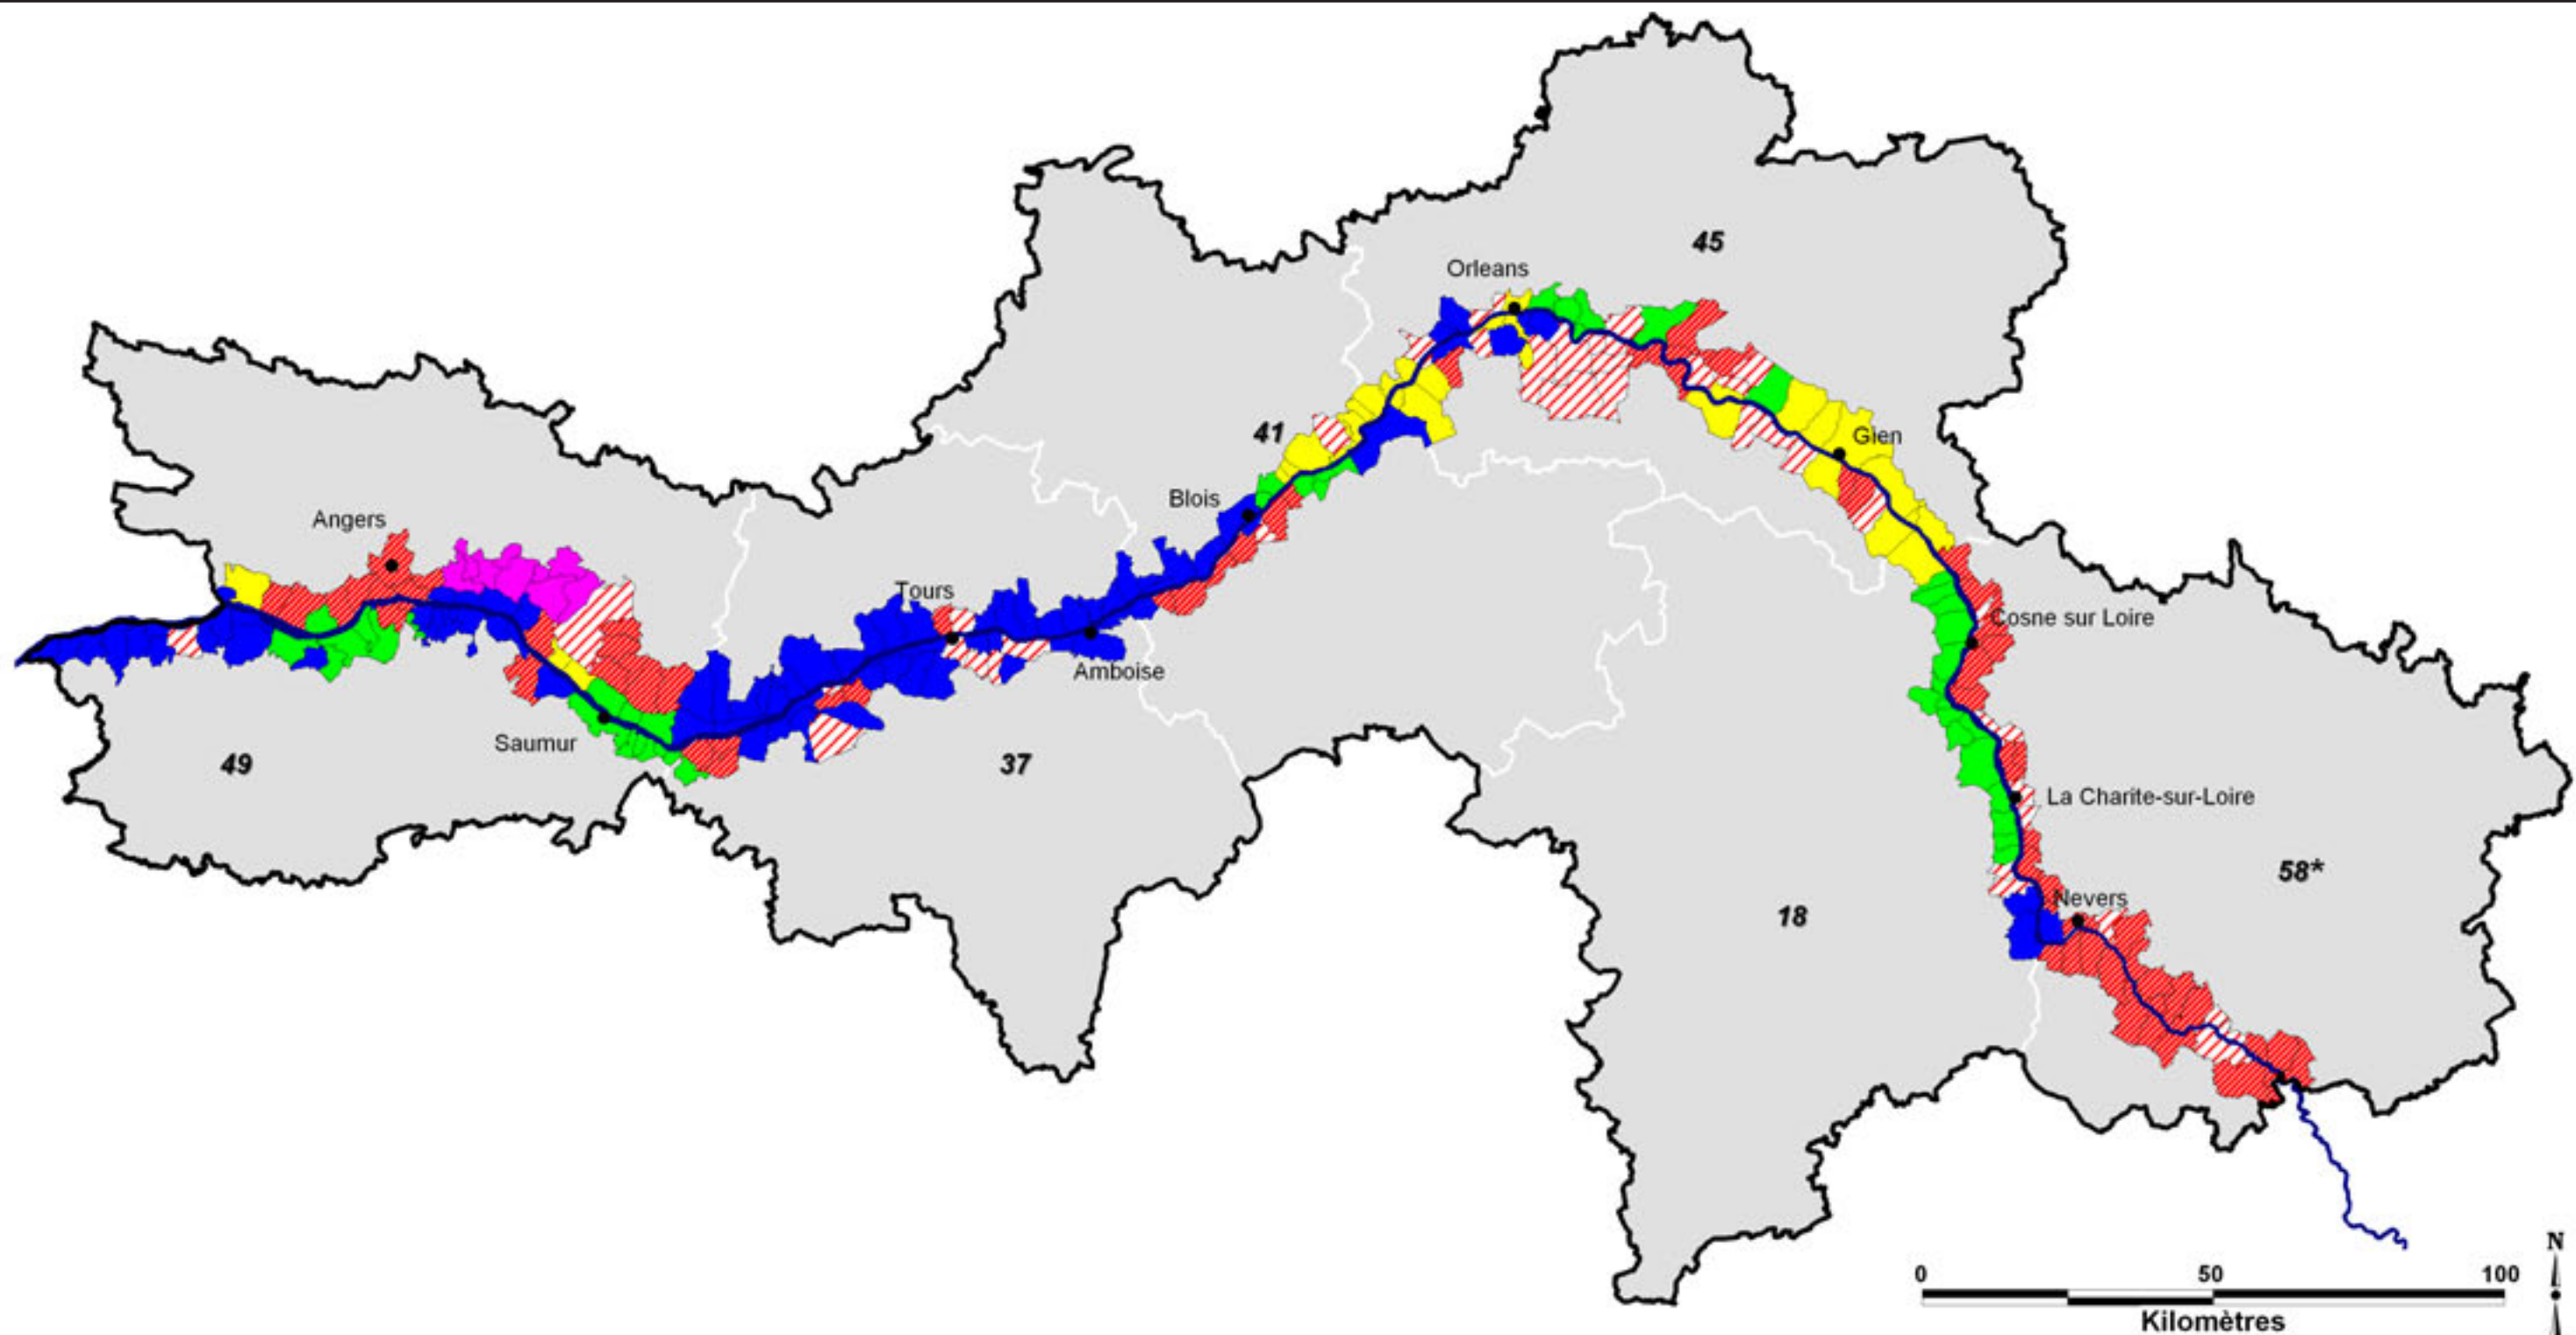 45
Orleans
41
Gien
Blois
Angers
Tours
Cosne sur Loire
Amboise
Saumur
49
37
La Charite-sur-Loire
58*
Nevers
18
N
0 50 100
Kilomètres